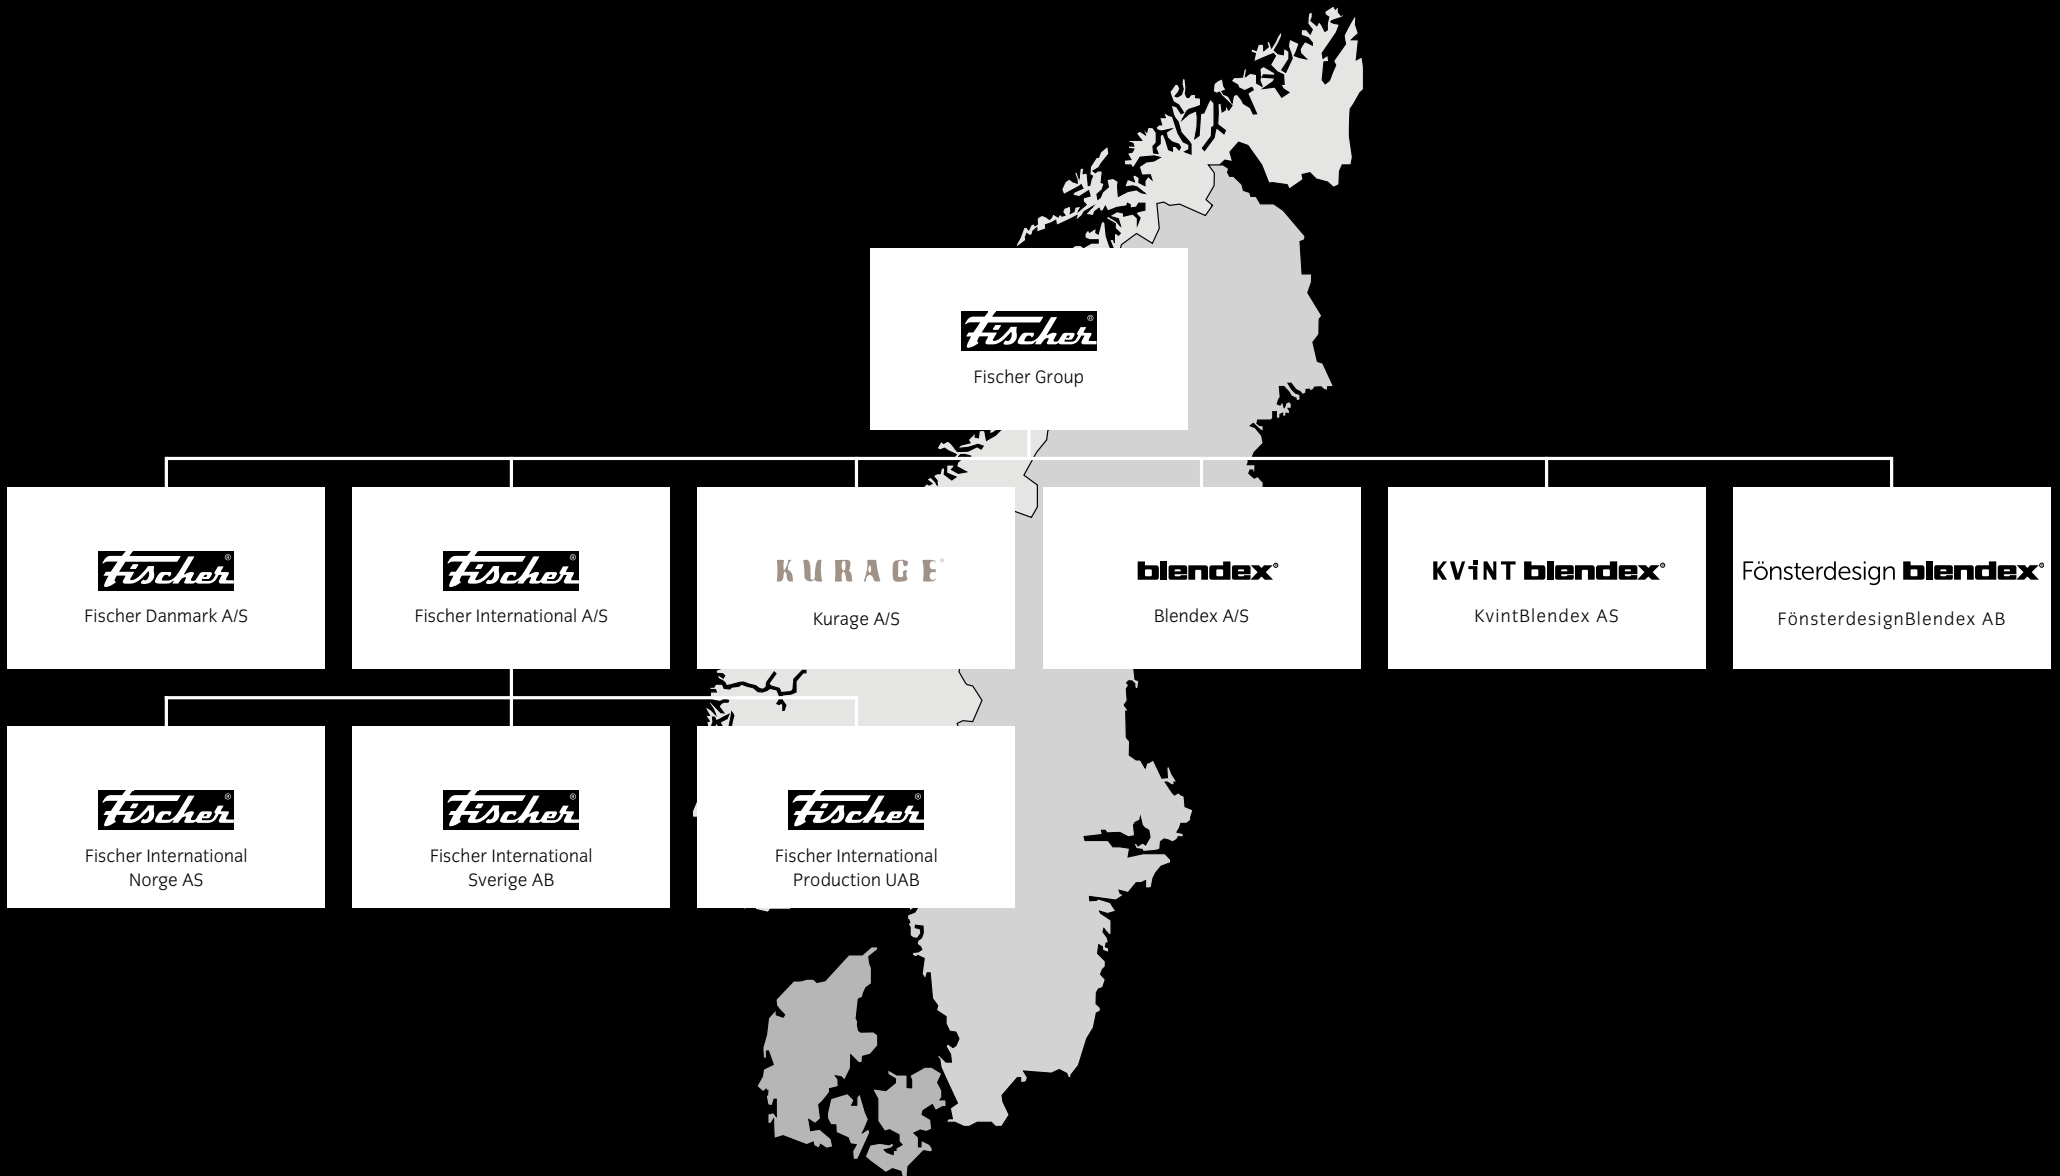 Fischer®
Fischer Group
Fischer®
Fischer Danmark A/S
Fischer®
Fischer International A/S
KURAGE®
Kurage A/S
blendex®
Blendex A/S
KViNT blendex®
KvintBlendex AS
Fönsterdesign blendex®
FönsterdesignBlendex AB
Fischer®
Fischer International
Norge AS
Fischer®
Fischer International
Sverige AB
Fischer®
Fischer International
Production UAB